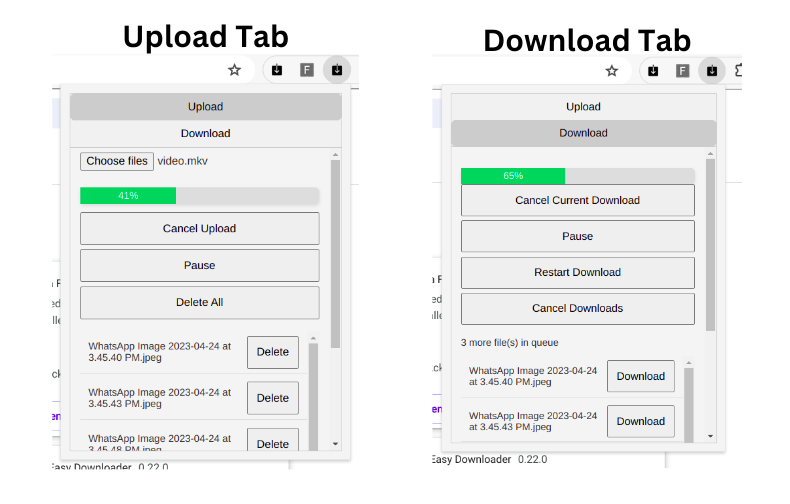 Upload Tab
F
Upload
Download
Choose files video.mkv
41%
Cancel Upload
Pause
Delete All
WhatsApp Image 2023-04-24 at
3.45.40 PM.jpeg
Delete
WhatsApp Image 2023-04-24 at
3.45.43 PM.jpeg
Delete
WhatsApp Image 2023-04-24 at
3.45.48 PM.jpeg
Delete
Easy Downloader 0.22.0
Download Tab
F
Upload
Download
65%
Cancel Current Download
Pause
Restart Download
Cancel Downloads
3 more file(s) in queue
WhatsApp Image 2023-04-24
at 3.45.40 PM.jpeg
Download
WhatsApp Image 2023-04-24
at 3.45.43 PM.jpeg
Download
Easy Downloader 0.22.0